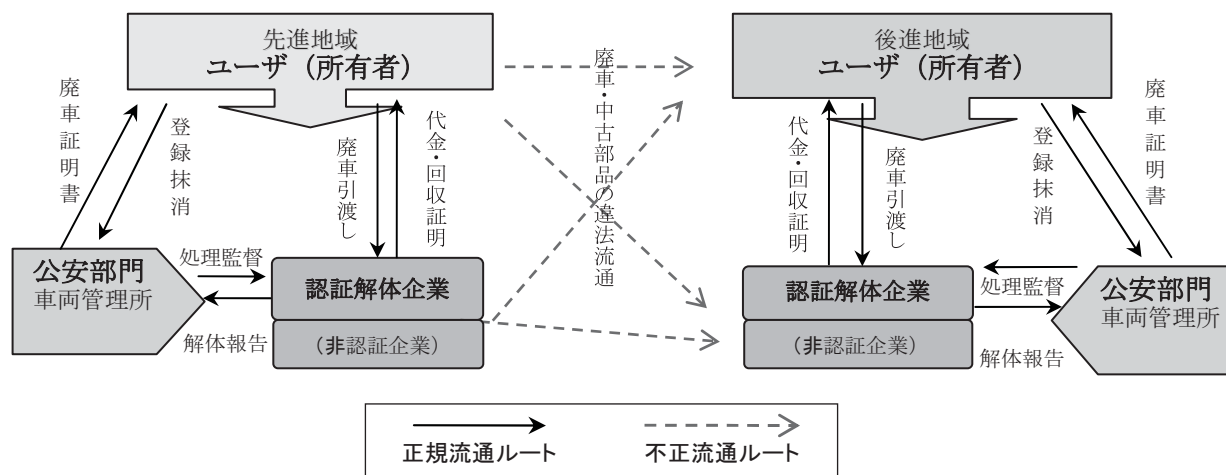 先進地域
ユーザ（所有者）
廃車証明書
登録抹消
廃車引渡し
代金・回収証明
公安部門
車両管理所
処理監督
解体報告
認証解体企業
（非認証企業）
廃車・中古部品の違法流通
後進地域
ユーザ（所有者）
代金・回収証明
廃車引渡し
登録抹消
廃車証明書
認証解体企業
（非認証企業）
処理監督
解体報告
公安部門
車両管理所
正規流通ルート
不正流通ルート